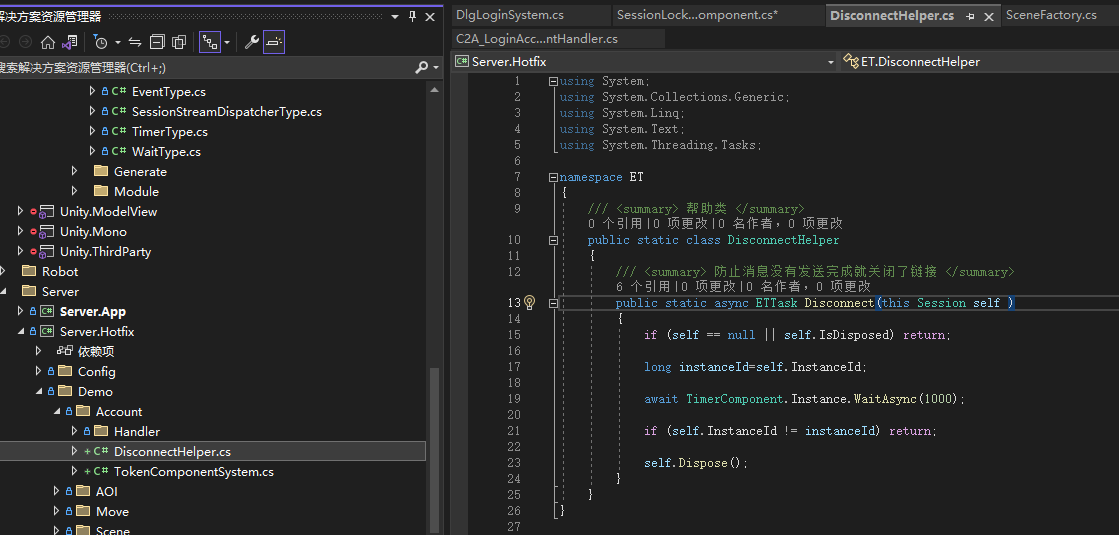 解决方案资源管理器
搜索解决方案资源管理器(Ctrl+;)
C# EventType.cs
C# SessionStreamDispatcherType.cs
C# TimerType.cs
C# WaitType.cs
Generate
Module
Unity.ModelView
Unity.Mono
Unity.ThirdParty
Robot
Server
C# Server.App
C# Server.Hotfix
依赖项
Config
Demo
Account
Handler
+ C# DisconnectHelper.cs
+ C# TokenComponentSystem.cs
AOI
Move
Scene
DlgLoginSystem.cs
SessionLock...omponent.cs*
DisconnectHelper.cs
SceneFactory.cs
C2A_LoginAcc...ntHandler.cs
C# Server.Hotfix
ET.DisconnectHelper
1 using System;
2 using System.Collections.Generic;
3 using System.Linq;
4 using System.Text;
5 using System.Threading.Tasks;
6
7 namespace ET
8 {
9 /// <summary> 帮助类 </summary>
0 个引用|0 项更改|0 名作者，0 项更改
10 public static class DisconnectHelper
11 {
12 /// <summary> 防止消息没有发送完成就关闭了链接 </summary>
6 个引用|0 项更改|0 名作者，0 项更改
13 public static async ETTask Disconnect(this Session self )
14 {
15 if (self == null || self.IsDisposed) return;
16
17 long instanceId=self.InstanceId;
18
19 await TimerComponent.Instance.WaitAsync(1000);
20
21 if (self.InstanceId != instanceId) return;
22
23 self.Dispose();
24 }
25 }
26 }
27